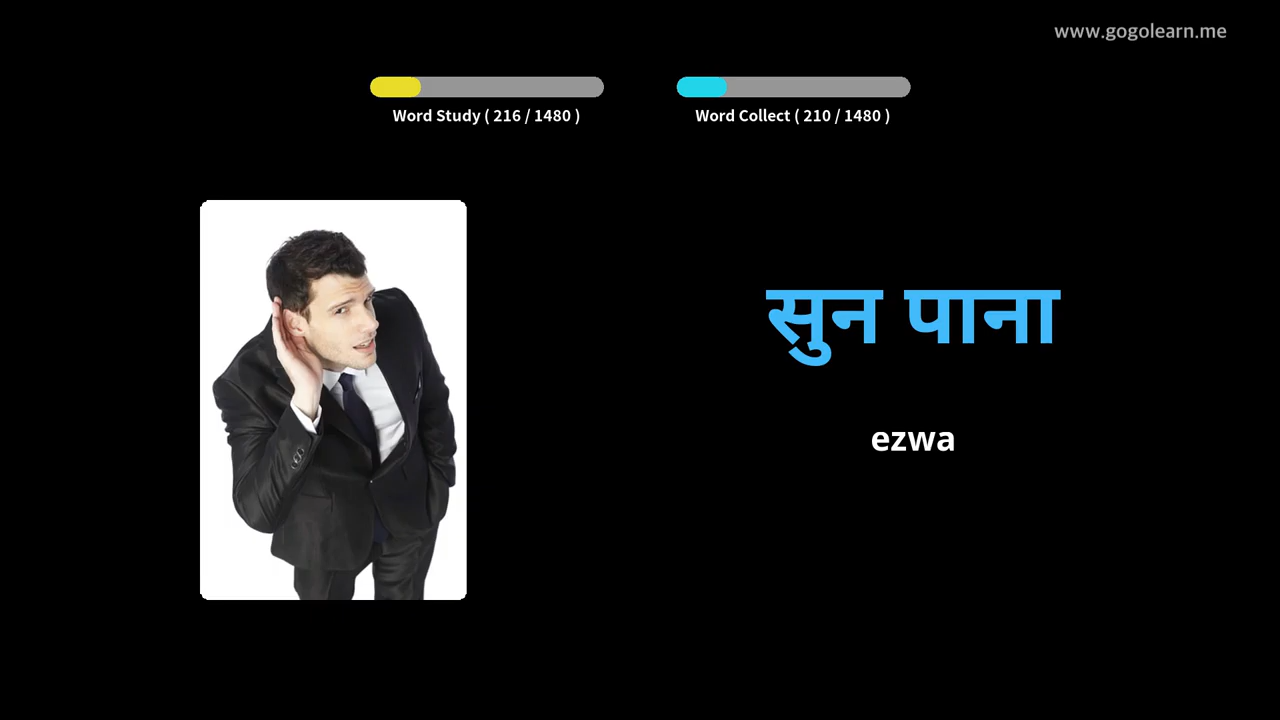 www.gogolearn.me
Word Study ( 216 / 1480 )
Word Collect ( 210 / 1480 )
सुन पाना
ezwa